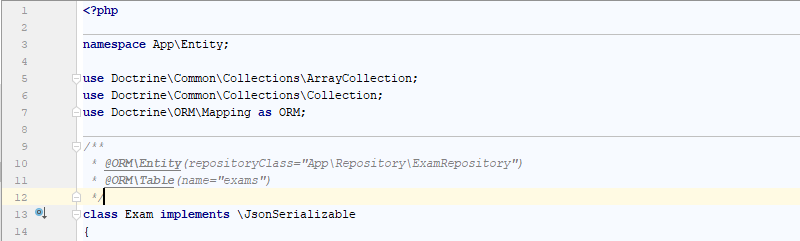 1 <?php
2
3 namespace App\Entity;
4
5 use Doctrine\Common\Collections\ArrayCollection;
6 use Doctrine\Common\Collections\Collection;
7 use Doctrine\ORM\Mapping as ORM;
8
9 /**
10 * @ORM\Entity(repositoryClass="App\Repository\ExamRepository")
11 * @ORM\Table(name="exams")
12 */
13 class Exam implements \JsonSerializable
14 {